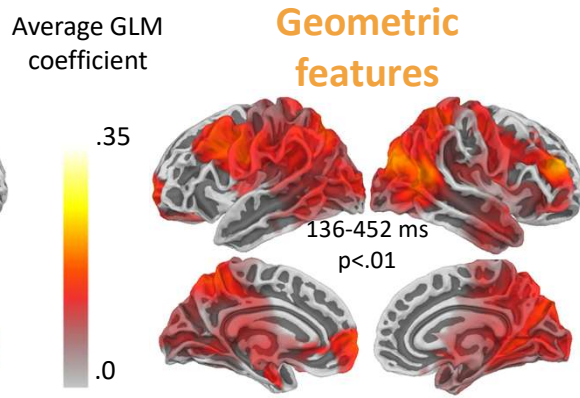 Average GLM
coefficient
Geometric
features
.35
136-452 ms
p<.01
.0